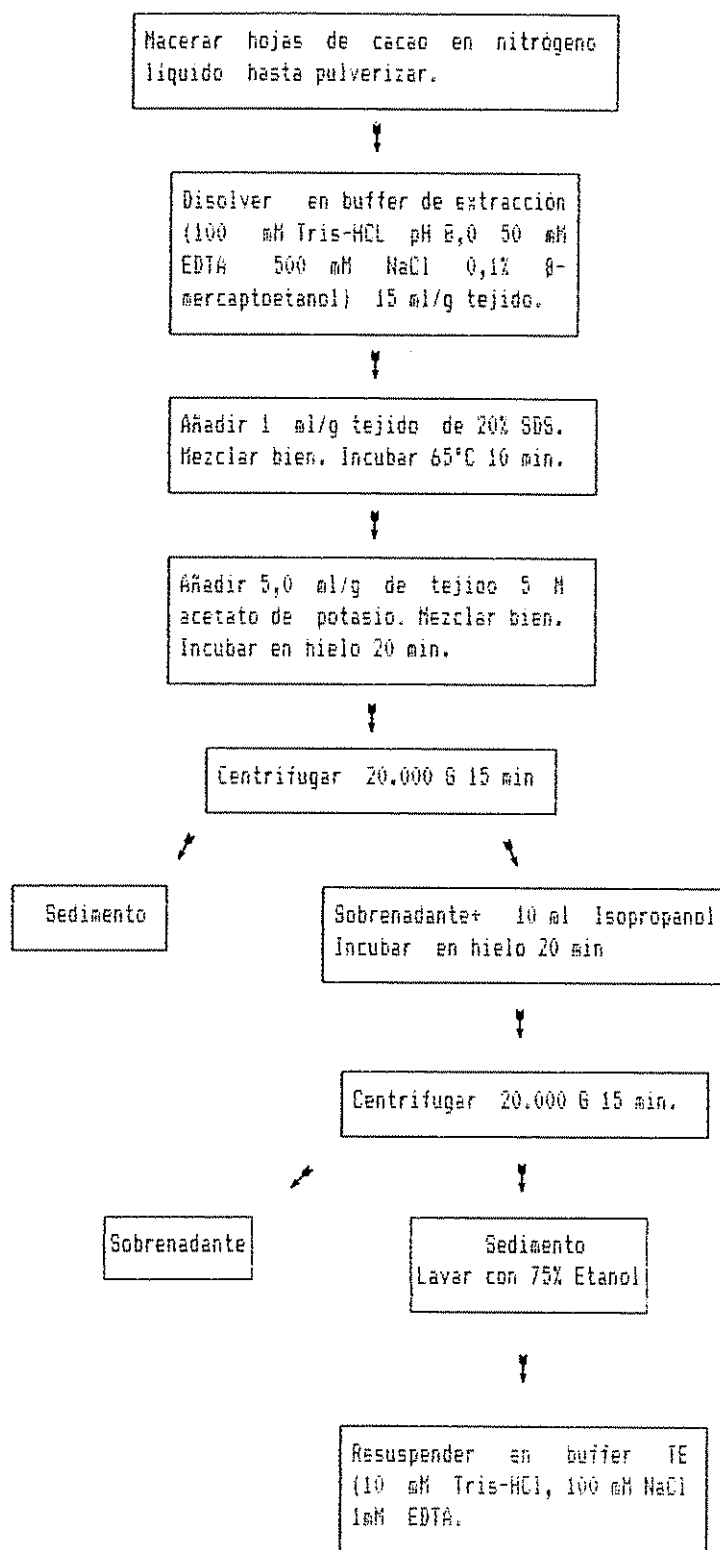 Macerar hojas de cacao en nitrógeno
líquido hasta pulverizar.
Disolver en buffer de extracción
(100 mM Tris-HCL pH 8,0 50 mM
EDTA 500 mM NaCl 0,1% β-
mercaptoetanol) 15 ml/g tejido.
Añadir 1 ml/g tejido de 20% SDS.
Mezclar bien. Incubar 65°C 10 min.
Añadir 5,0 ml/g de tejido 5 M
acetato de potasio. Mezclar bien.
Incubar en hielo 20 min.
Centrifugar 20.000 G 15 min
Sedimento
Sobrenadante+ 10 ml Isopropanol
Incubar en hielo 20 min
Centrifugar 20.000 G 15 min.
Sobrenadante
Sedimento
Lavar con 75% Etanol
Resuspender en buffer TE
(10 mM Tris-HCl, 100 mM NaCl
1mM EDTA.